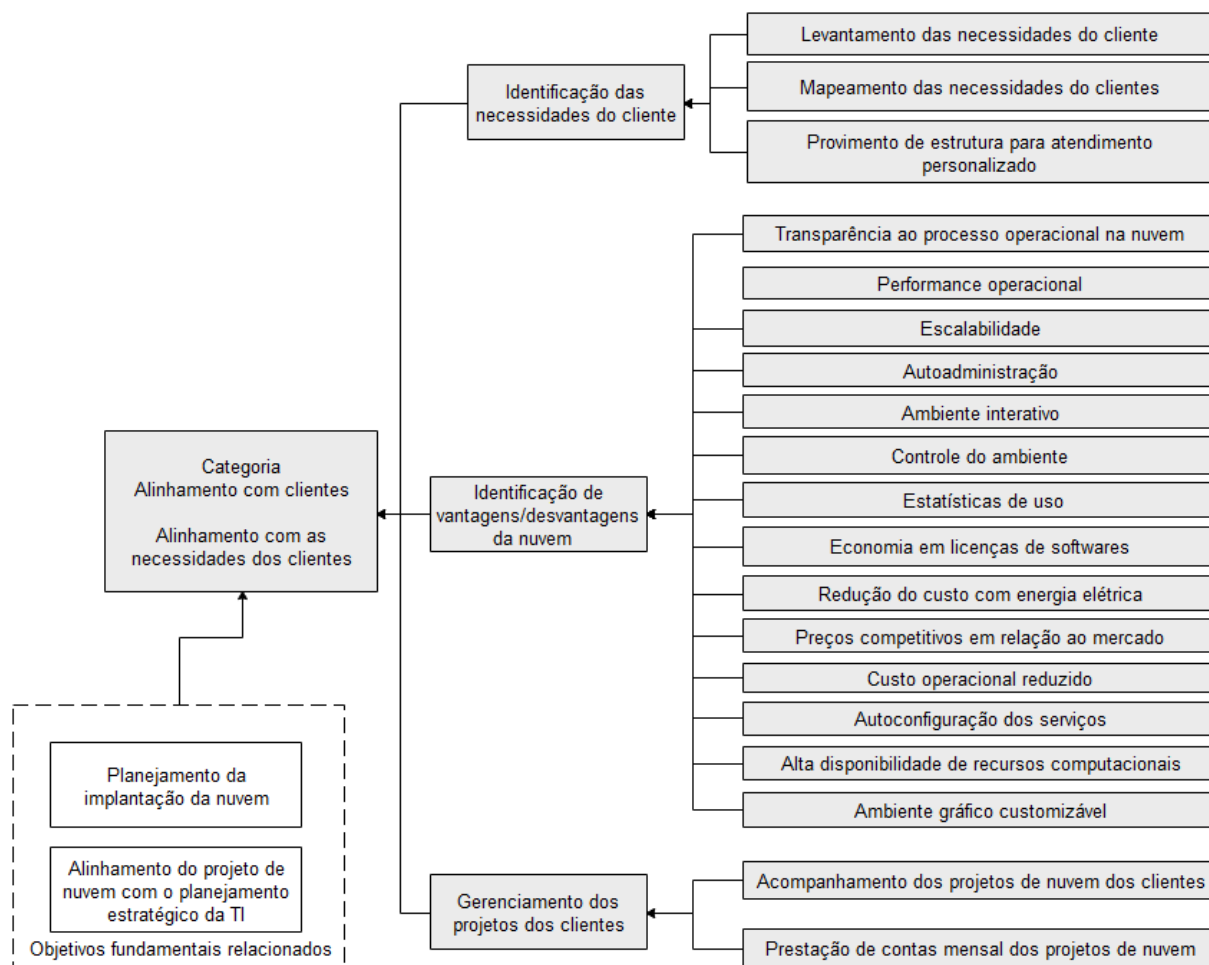 Levantamento das necessidades do cliente
Identificação das
necessidades do cliente
Mapeamento das necessidades do clientes
Provimento de estrutura para atendimento
personalizado
Transparência ao processo operacional na nuvem
Performance operacional
Escalabilidade
Autoadministração
Ambiente interativo
Controle do ambiente
Categoria
Alinhamento com clientes
Alinhamento com as
necessidades dos clientes
Identificação de
vantagens/desvantagens
da nuvem
Estatísticas de uso
Economia em licenças de softwares
Redução do custo com energia elétrica
Preços competitivos em relação ao mercado
Custo operacional reduzido
Autoconfiguração dos serviços
Alta disponibilidade de recursos computacionais
Ambiente gráfico customizável
Planejamento da
implantação da nuvem
Alinhamento do projeto de
nuvem com o planejamento
estratégico da TI
Objetivos fundamentais relacionados
Gerenciamento dos
projetos dos clientes
Acompanhamento dos projetos de nuvem dos clientes
Prestação de contas mensal dos projetos de nuvem